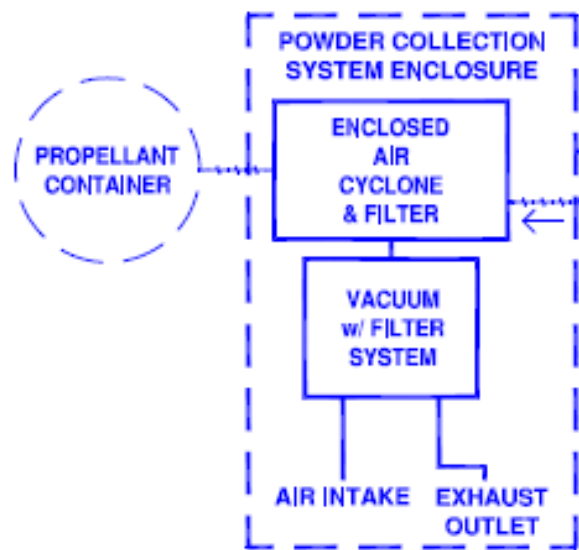 POWDER COLLECTION
SYSTEM ENCLOSURE
PROPELLANT
CONTAINER
ENCLOSED
AIR
CYCLONE
& FILTER
VACUUM
w/ FILTER
SYSTEM
AIR INTAKE
EXHAUST
OUTLET